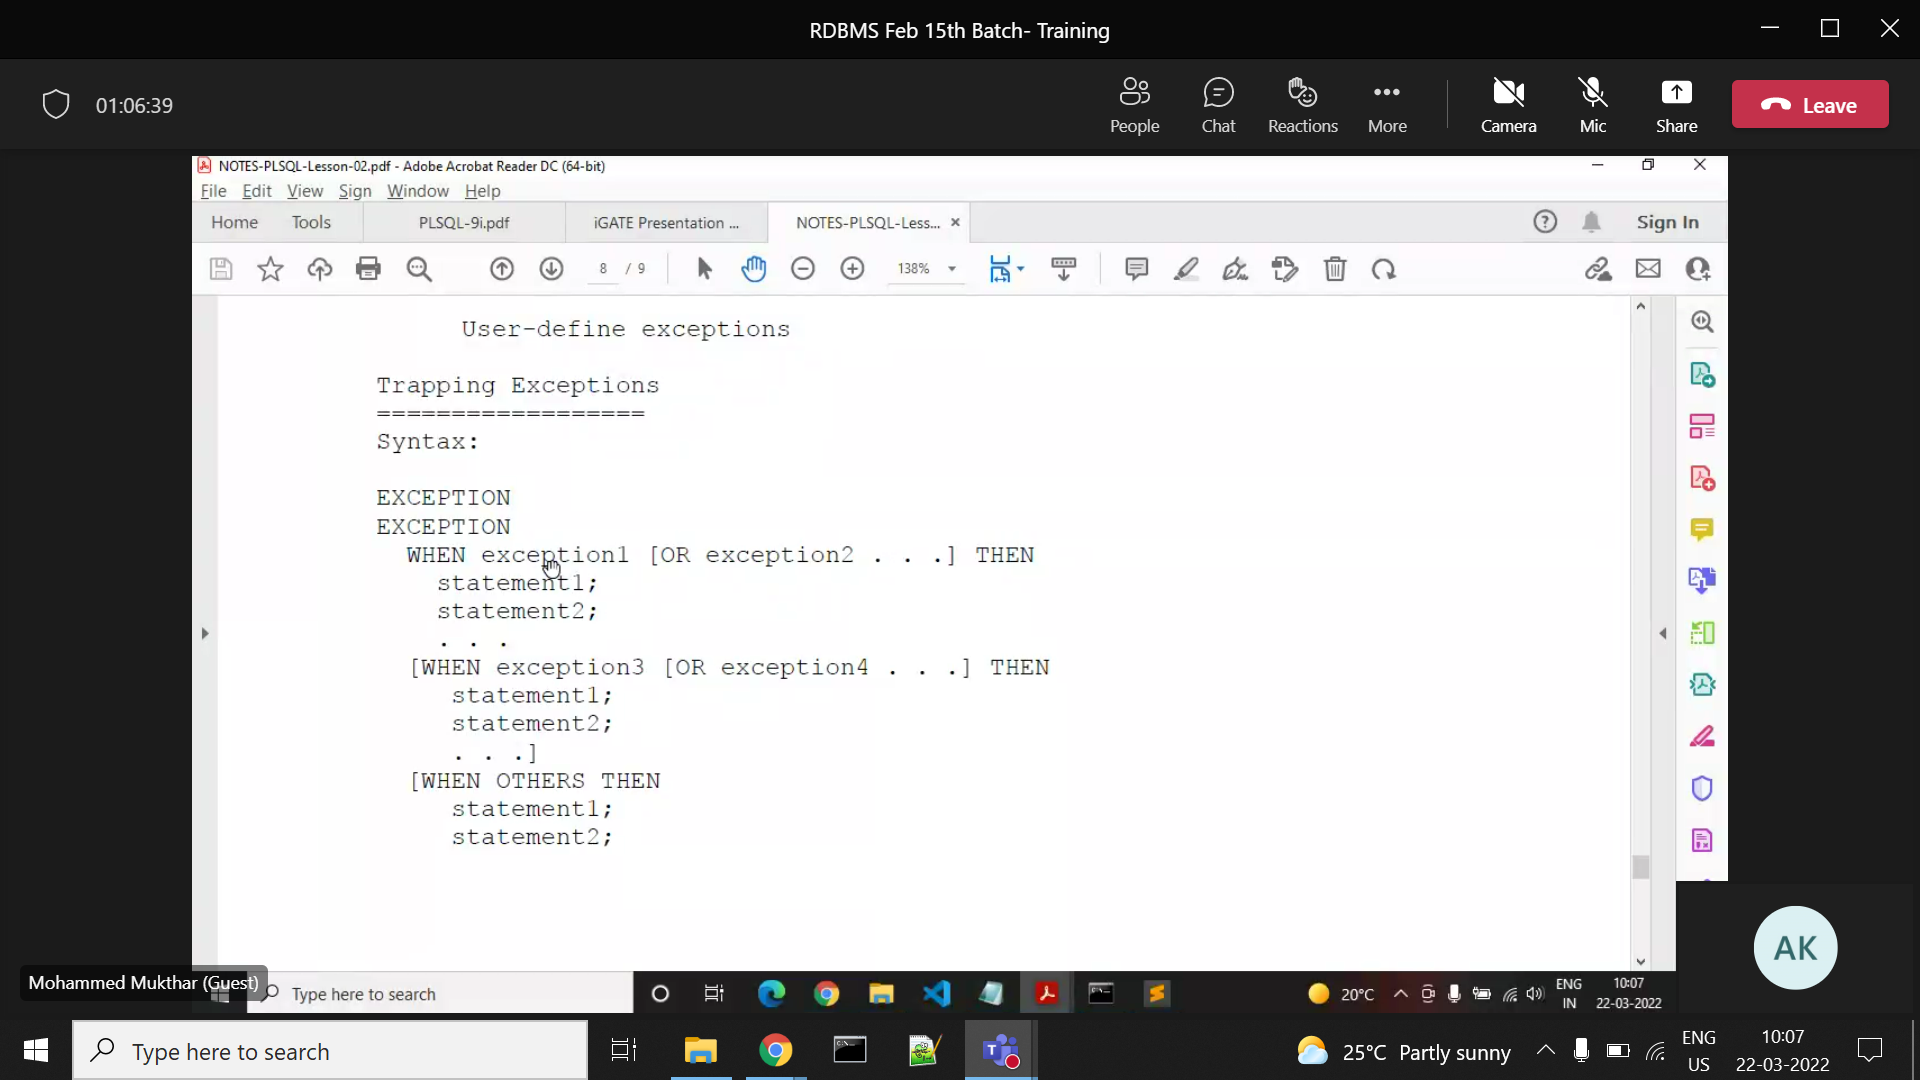 RDBMS Feb 15th Batch- Training
01:06:39
People
Chat
Reactions
More
Camera
Mic
Share
Leave
NOTES-PLSQL-Lesson-02.pdf - Adobe Acrobat Reader DC (64-bit)
File Edit View Sign Window Help
Home Tools PLSQL-9i.pdf iGATE Presentation ... NOTES-PLSQL-Less... × Sign In
8 / 9 138%
User-define exceptions
Trapping Exceptions
==================
Syntax:
EXCEPTION
EXCEPTION
WHEN exception1 [OR exception2 . . .] THEN
statement1;
statement2;
. . .
[WHEN exception3 [OR exception4 . . .] THEN
statement1;
statement2;
. . .]
[WHEN OTHERS THEN
statement1;
statement2;
AK
Mohammed Mukthar (Guest)
Type here to search
20°C
ENG
IN
10:07
22-03-2022
Type here to search
25°C Partly sunny
ENG
US
10:07
22-03-2022